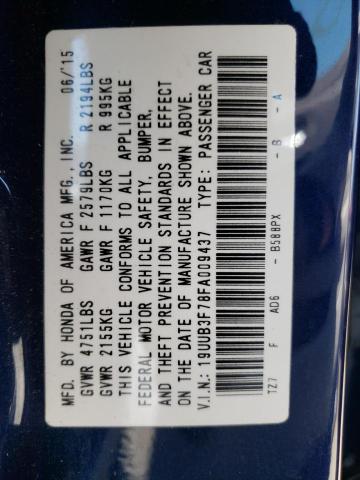 MFD. BY HONDA OF AMERICA MFG., INC. 06/'15
GVWR 4751LBS GAWR F 2579LBS R 2194LBS
GVWR 2155KG GAWR F 1170KG R 995KG
THIS VEHICLE CONFORMS TO ALL APPLICABLE
FEDERAL MOTOR VEHICLE SAFETY, BUMPER,
AND THEFT PREVENTION STANDARDS IN EFFECT
ON THE DATE OF MANUFACTURE SHOWN ABOVE.
V.I.N.: 19UUB3F78FA009437 TYPE: PASSENGER CAR
TZ7 F AD6 - B588PX - B - A